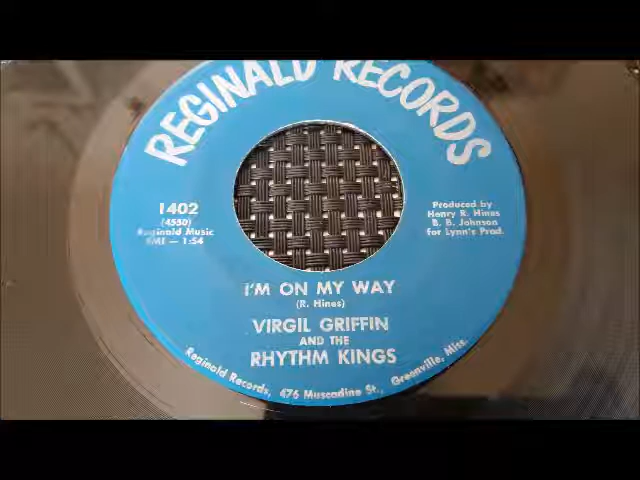 REGINALD RECORDS
1402
(4550)
Reginald Music
BMI — 1:54
Produced by
Henry R. Hines
B. B. Johnson
for Lynn's Prod.
I'M ON MY WAY
(R. Hines)
VIRGIL GRIFFIN
AND THE
RHYTHM KINGS
Reginald Records, 476 Muscadine St., Greenville, Miss.